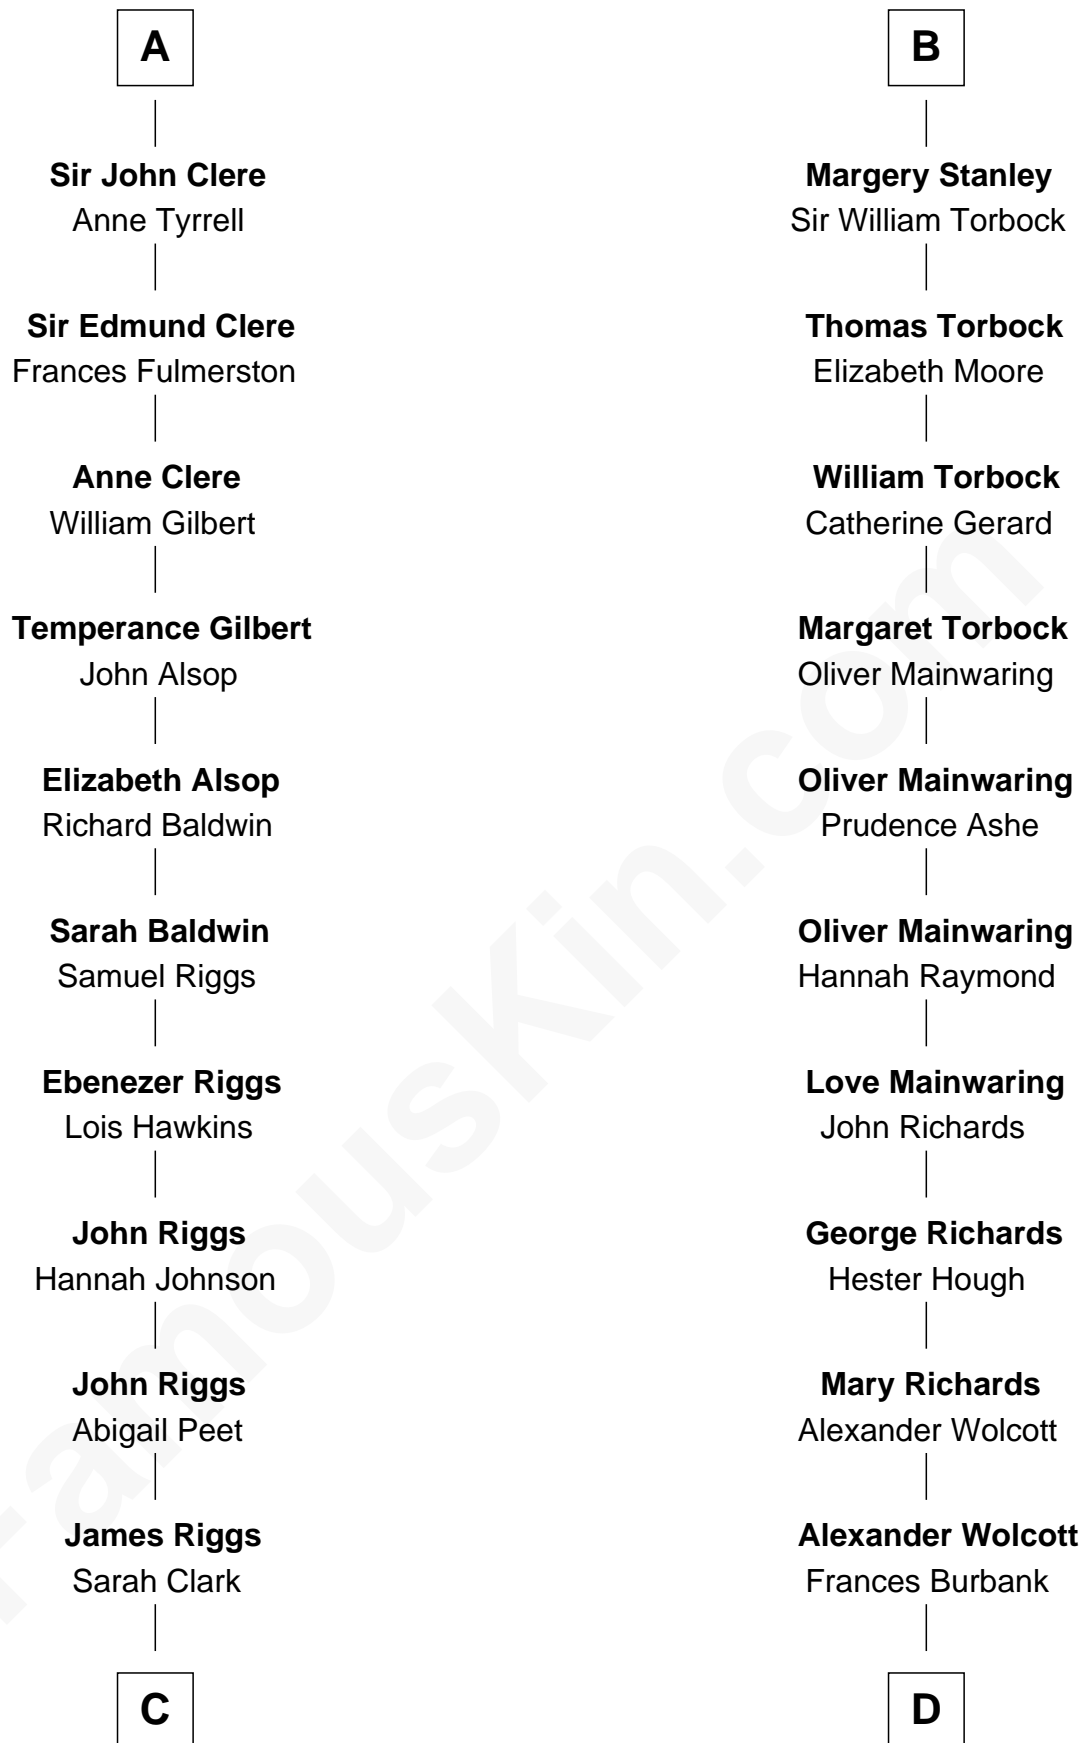 A
Sir John Clere
Anne Tyrrell
Sir Edmund Clere
Frances Fulmerston
Anne Clere
William Gilbert
Temperance Gilbert
John Alsop
Elizabeth Alsop
Richard Baldwin
Sarah Baldwin
Samuel Riggs
Ebenezer Riggs
Lois Hawkins
John Riggs
Hannah Johnson
John Riggs
Abigail Peet
James Riggs
Sarah Clark
C
B
Margery Stanley
Sir William Torbock
Thomas Torbock
Elizabeth Moore
William Torbock
Catherine Gerard
Margaret Torbock
Oliver Mainwaring
Oliver Mainwaring
Prudence Ashe
Oliver Mainwaring
Hannah Raymond
Love Mainwaring
John Richards
George Richards
Hester Hough
Mary Richards
Alexander Wolcott
Alexander Wolcott
Frances Burbank
D
FamousKin.com